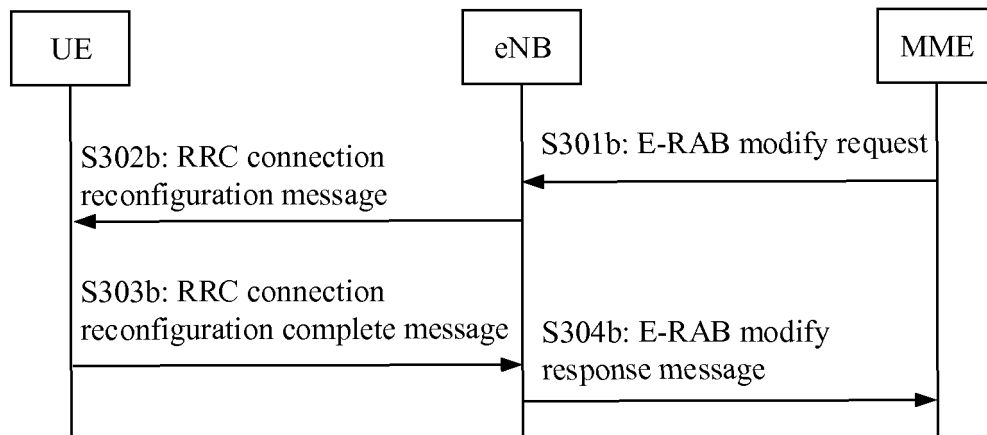 UE
eNB
MME
S301b: E-RAB modify request
S302b: RRC connection
reconfiguration message
S303b: RRC connection
reconfiguration complete message
S304b: E-RAB modify
response message